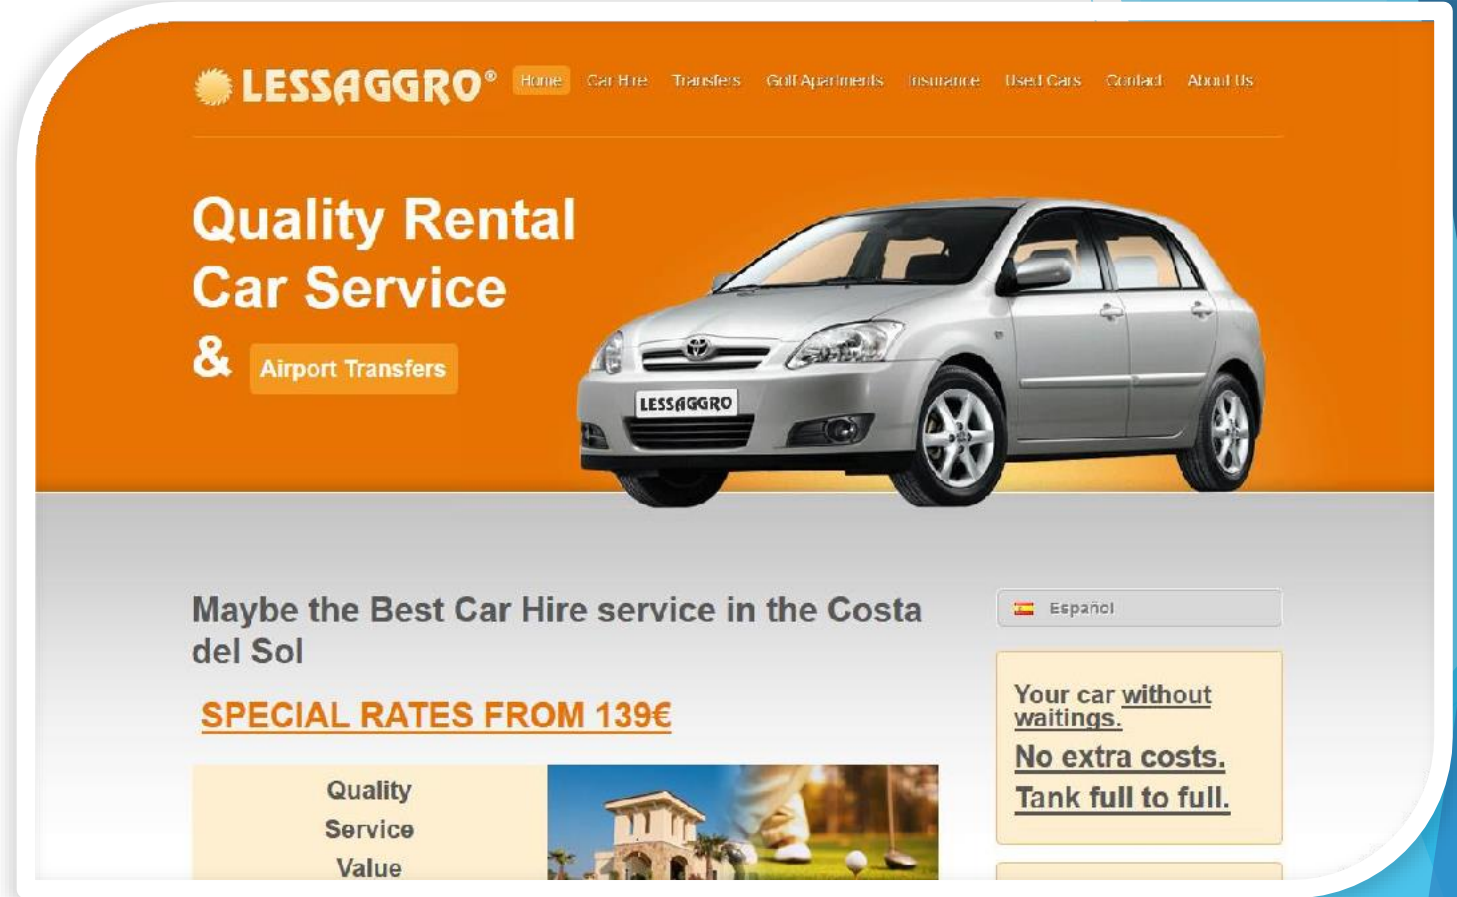 LESSAGGRO®
Home Car Hire Transfers Golf Apartments Insurance Used Cars Contact About Us
Quality Rental
Car Service
& Airport Transfers
LESSAGGRO
Maybe the Best Car Hire service in the Costa
del Sol
SPECIAL RATES FROM 139€
Quality
Service
Value
Español
Your car without
waitings.
No extra costs.
Tank full to full.